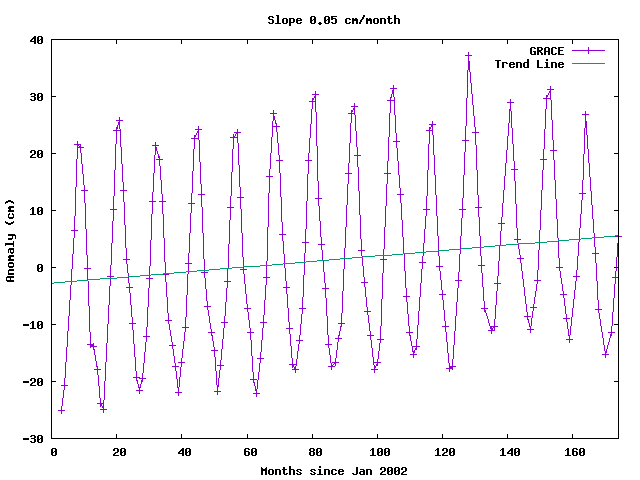 Slope 0.05 cm/month
GRACE
Trend Line
40
30
20
10
0
-10
-20
-30
Anomaly (cm)
0 20 40 60 80 100 120 140 160
Months since Jan 2002